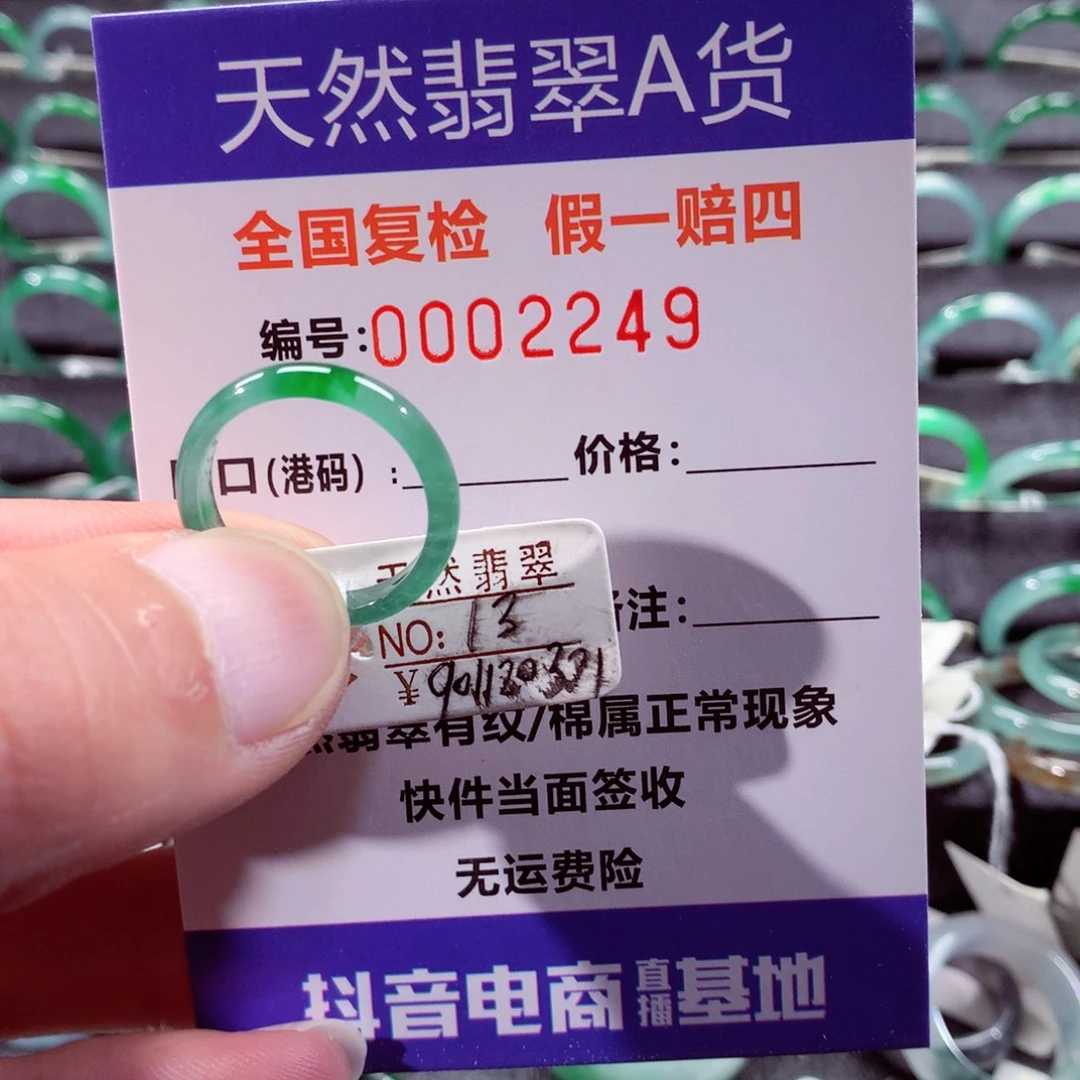 天然翡翠A货
全国复检 假一赔四
编号:0002249
口(港码):
价格:
天然翡翠
NO: 13
¥
注:
然翡翠有纹/棉属正常现象
快件当面签收
无运费险
抖音电商直播基地